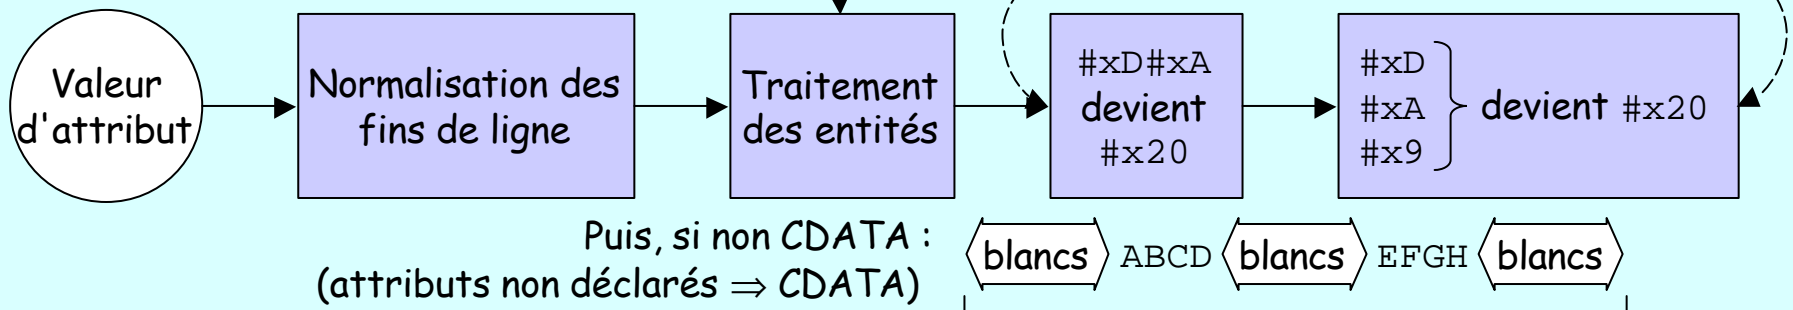 Valeur
d'attribut
Normalisation des
fins de ligne
Traitement
des entités
#xD#xA
devient
#x20
#xD
#xA
#x9
devient #x20
Puis, si non CDATA :
(attributs non déclarés ⇒ CDATA)
blancs ABCD blancs EFGH blancs